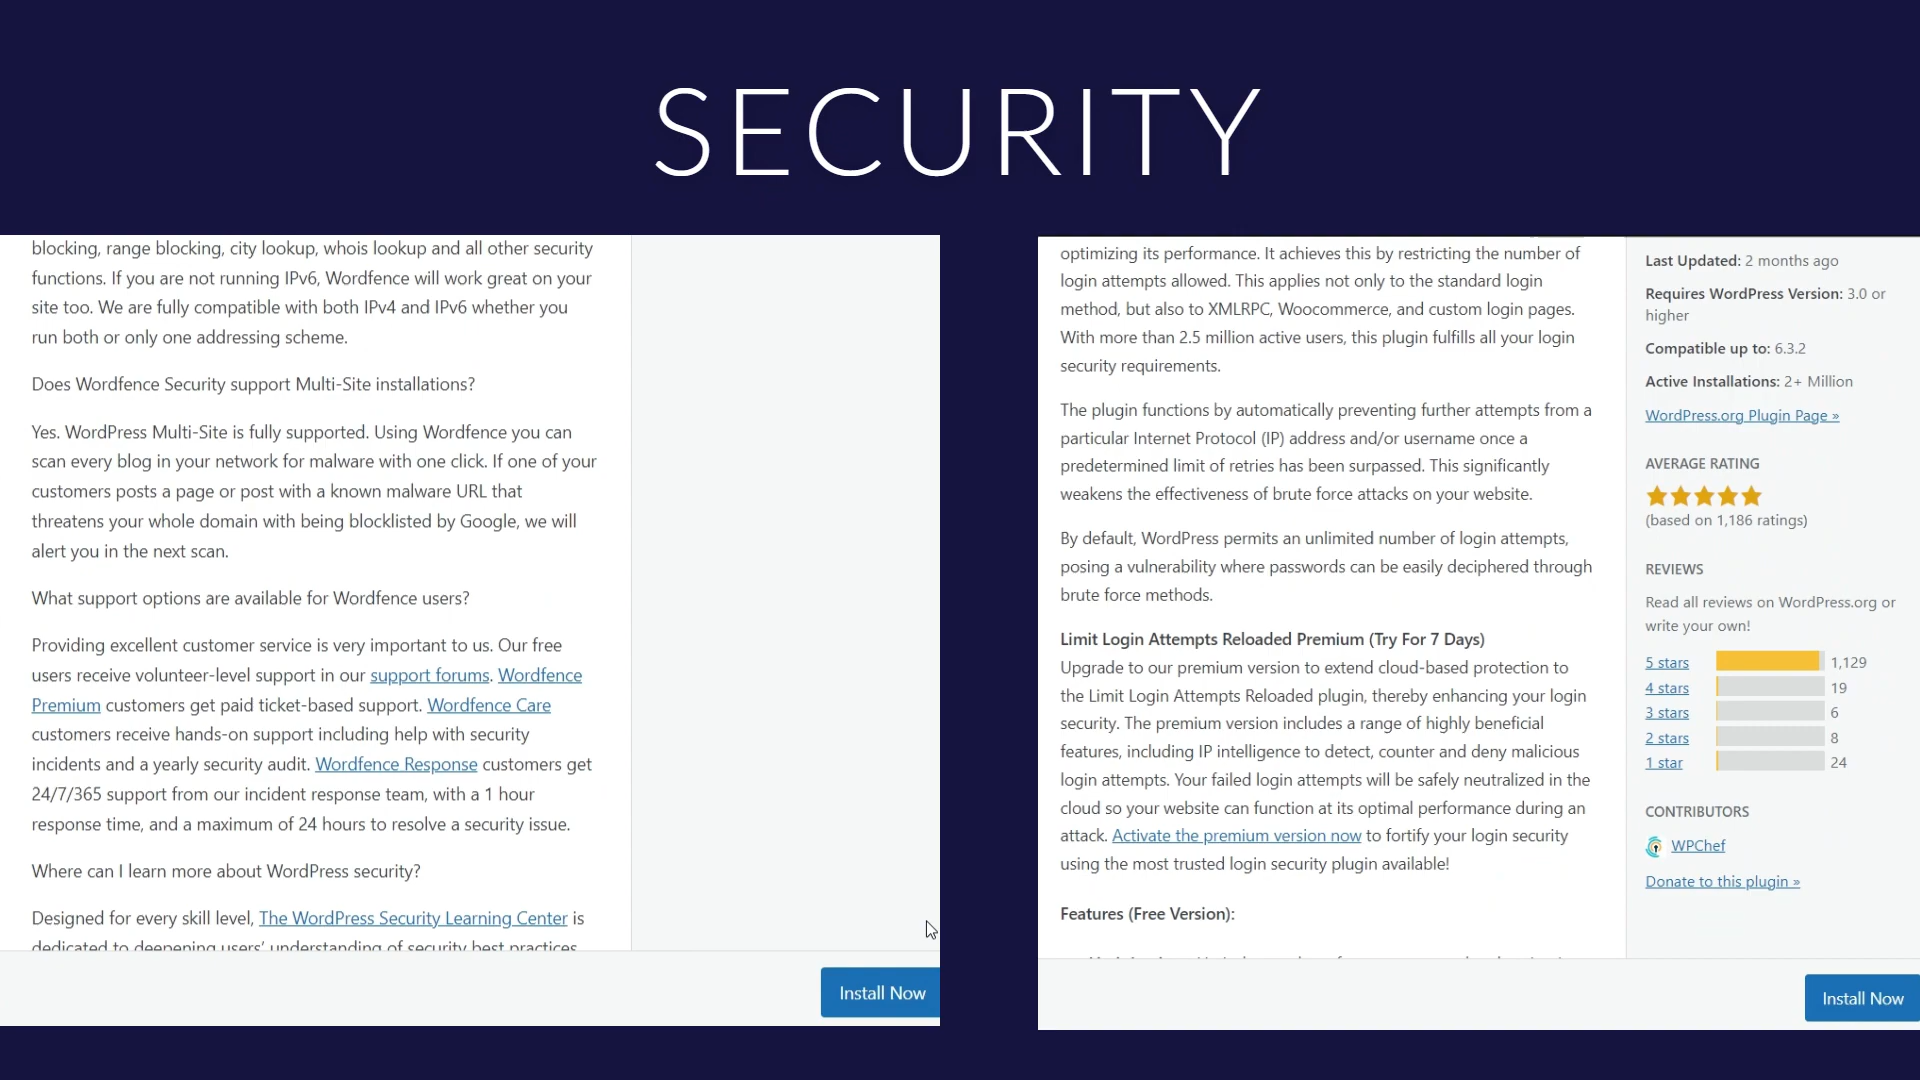 SECURITY
blocking, range blocking, city lookup, whois lookup and all other security
functions. If you are not running IPv6, Wordfence will work great on your
site too. We are fully compatible with both IPv4 and IPv6 whether you
run both or only one addressing scheme.
Does Wordfence Security support Multi-Site installations?
Yes. WordPress Multi-Site is fully supported. Using Wordfence you can
scan every blog in your network for malware with one click. If one of your
customers posts a page or post with a known malware URL that
threatens your whole domain with being blocklisted by Google, we will
alert you in the next scan.
What support options are available for Wordfence users?
Providing excellent customer service is very important to us. Our free
users receive volunteer-level support in our support forums. Wordfence
Premium customers get paid ticket-based support. Wordfence Care
customers receive hands-on support including help with security
incidents and a yearly security audit. Wordfence Response customers get
24/7/365 support from our incident response team, with a 1 hour
response time, and a maximum of 24 hours to resolve a security issue.
Where can I learn more about WordPress security?
Designed for every skill level, The WordPress Security Learning Center is
dedicated to deepening users' understanding of security best practices
Install Now
optimizing its performance. It achieves this by restricting the number of
login attempts allowed. This applies not only to the standard login
method, but also to XMLRPC, Woocommerce, and custom login pages.
With more than 2.5 million active users, this plugin fulfills all your login
security requirements.
The plugin functions by automatically preventing further attempts from a
particular Internet Protocol (IP) address and/or username once a
predetermined limit of retries has been surpassed. This significantly
weakens the effectiveness of brute force attacks on your website.
By default, WordPress permits an unlimited number of login attempts,
posing a vulnerability where passwords can be easily deciphered through
brute force methods.
Limit Login Attempts Reloaded Premium (Try For 7 Days)
Upgrade to our premium version to extend cloud-based protection to
the Limit Login Attempts Reloaded plugin, thereby enhancing your login
security. The premium version includes a range of highly beneficial
features, including IP intelligence to detect, counter and deny malicious
login attempts. Your failed login attempts will be safely neutralized in the
cloud so your website can function at its optimal performance during an
attack. Activate the premium version now to fortify your login security
using the most trusted login security plugin available!
Features (Free Version):
Last Updated: 2 months ago
Requires WordPress Version: 3.0 or
higher
Compatible up to: 6.3.2
Active Installations: 2+ Million
WordPress.org Plugin Page »
AVERAGE RATING
(based on 1,186 ratings)
REVIEWS
Read all reviews on WordPress.org or
write your own!
5 stars 1,129
4 stars 19
3 stars 6
2 stars 8
1 star 24
CONTRIBUTORS
WPChef
Donate to this plugin »
Install Now